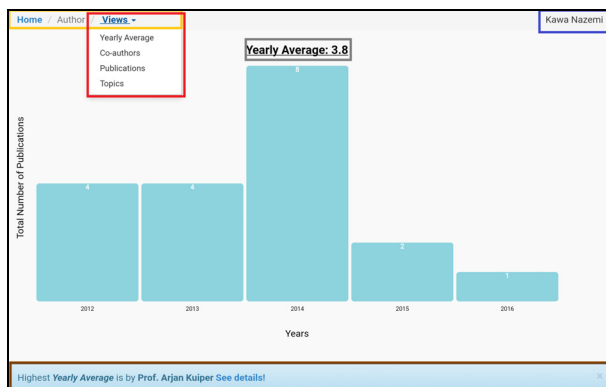 Home / Author / Views
Kawa Nazemi
Yearly Average
Co-authors
Publications
Topics
Yearly Average: 3.8
8
4
4
2
1
Total Number of Publications
2012 2013 2014 2015 2016
Years
Highest Yearly Average is by Prof. Arjan Kuiper See details!
×